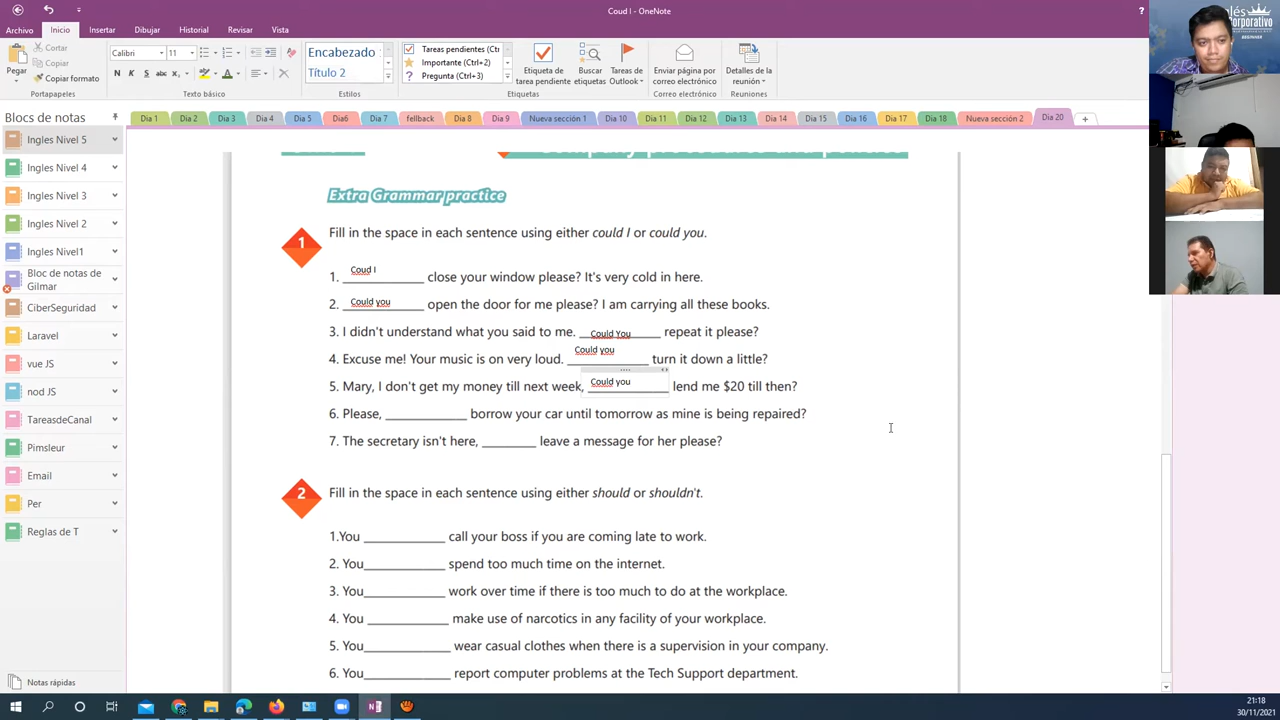 Coud I - OneNote
?
Archivo Inicio Insertar Dibujar Historial Revisar Vista
Pegar
Cortar
Copiar
Copiar formato
Calibri 11
N K S abc x₂ A
Encabezado
Título 2
Tareas pendientes (Ctr
Importante (Ctrl+2)
Pregunta (Ctrl+3)
Etiqueta de
tarea pendiente
Buscar
etiquetas
Tareas de
Outlook
Enviar página por
correo electrónico
Detalles de la
reunión
Portapapeles Texto básico Estilos Etiquetas Correo electrónico Reuniones
Blocs de notas
Dia 1 Dia 2 Dia 3 Dia 4 Dia 5 Dia6 Dia 7 fellback Dia 8 Dia 9 Nueva sección 1 Dia 10 Dia 11 Dia 12 Dia 13 Dia 14 Dia 15 Dia 16 Dia 17 Dia 18 Nueva sección 2 Dia 20 +
Ingles Nivel 5
Ingles Nivel 4
Ingles Nivel 3
Ingles Nivel 2
Ingles Nivel1
Bloc de notas de
Gilmar
CiberSeguridad
Laravel
vue JS
nod JS
TareasdeCanal
Pimsleur
Email
Per
Reglas de T
Notas rápidas
Extra Grammar practice
1 Fill in the space in each sentence using either could I or could you.
1. Coud I close your window please? It's very cold in here.
2. Could you open the door for me please? I am carrying all these books.
3. I didn't understand what you said to me. Could You repeat it please?
4. Excuse me! Your music is on very loud. Could you turn it down a little?
5. Mary, I don't get my money till next week, Could you lend me $20 till then?
6. Please, ____________ borrow your car until tomorrow as mine is being repaired?
7. The secretary isn't here, ________ leave a message for her please?
2 Fill in the space in each sentence using either should or shouldn't.
1.You ____________ call your boss if you are coming late to work.
2. You____________ spend too much time on the internet.
3. You____________ work over time if there is too much to do at the workplace.
4. You ____________ make use of narcotics in any facility of your workplace.
5. You_____________ wear casual clothes when there is a supervision in your company.
6. You_____________ report computer problems at the Tech Support department.
21:18
30/11/2021